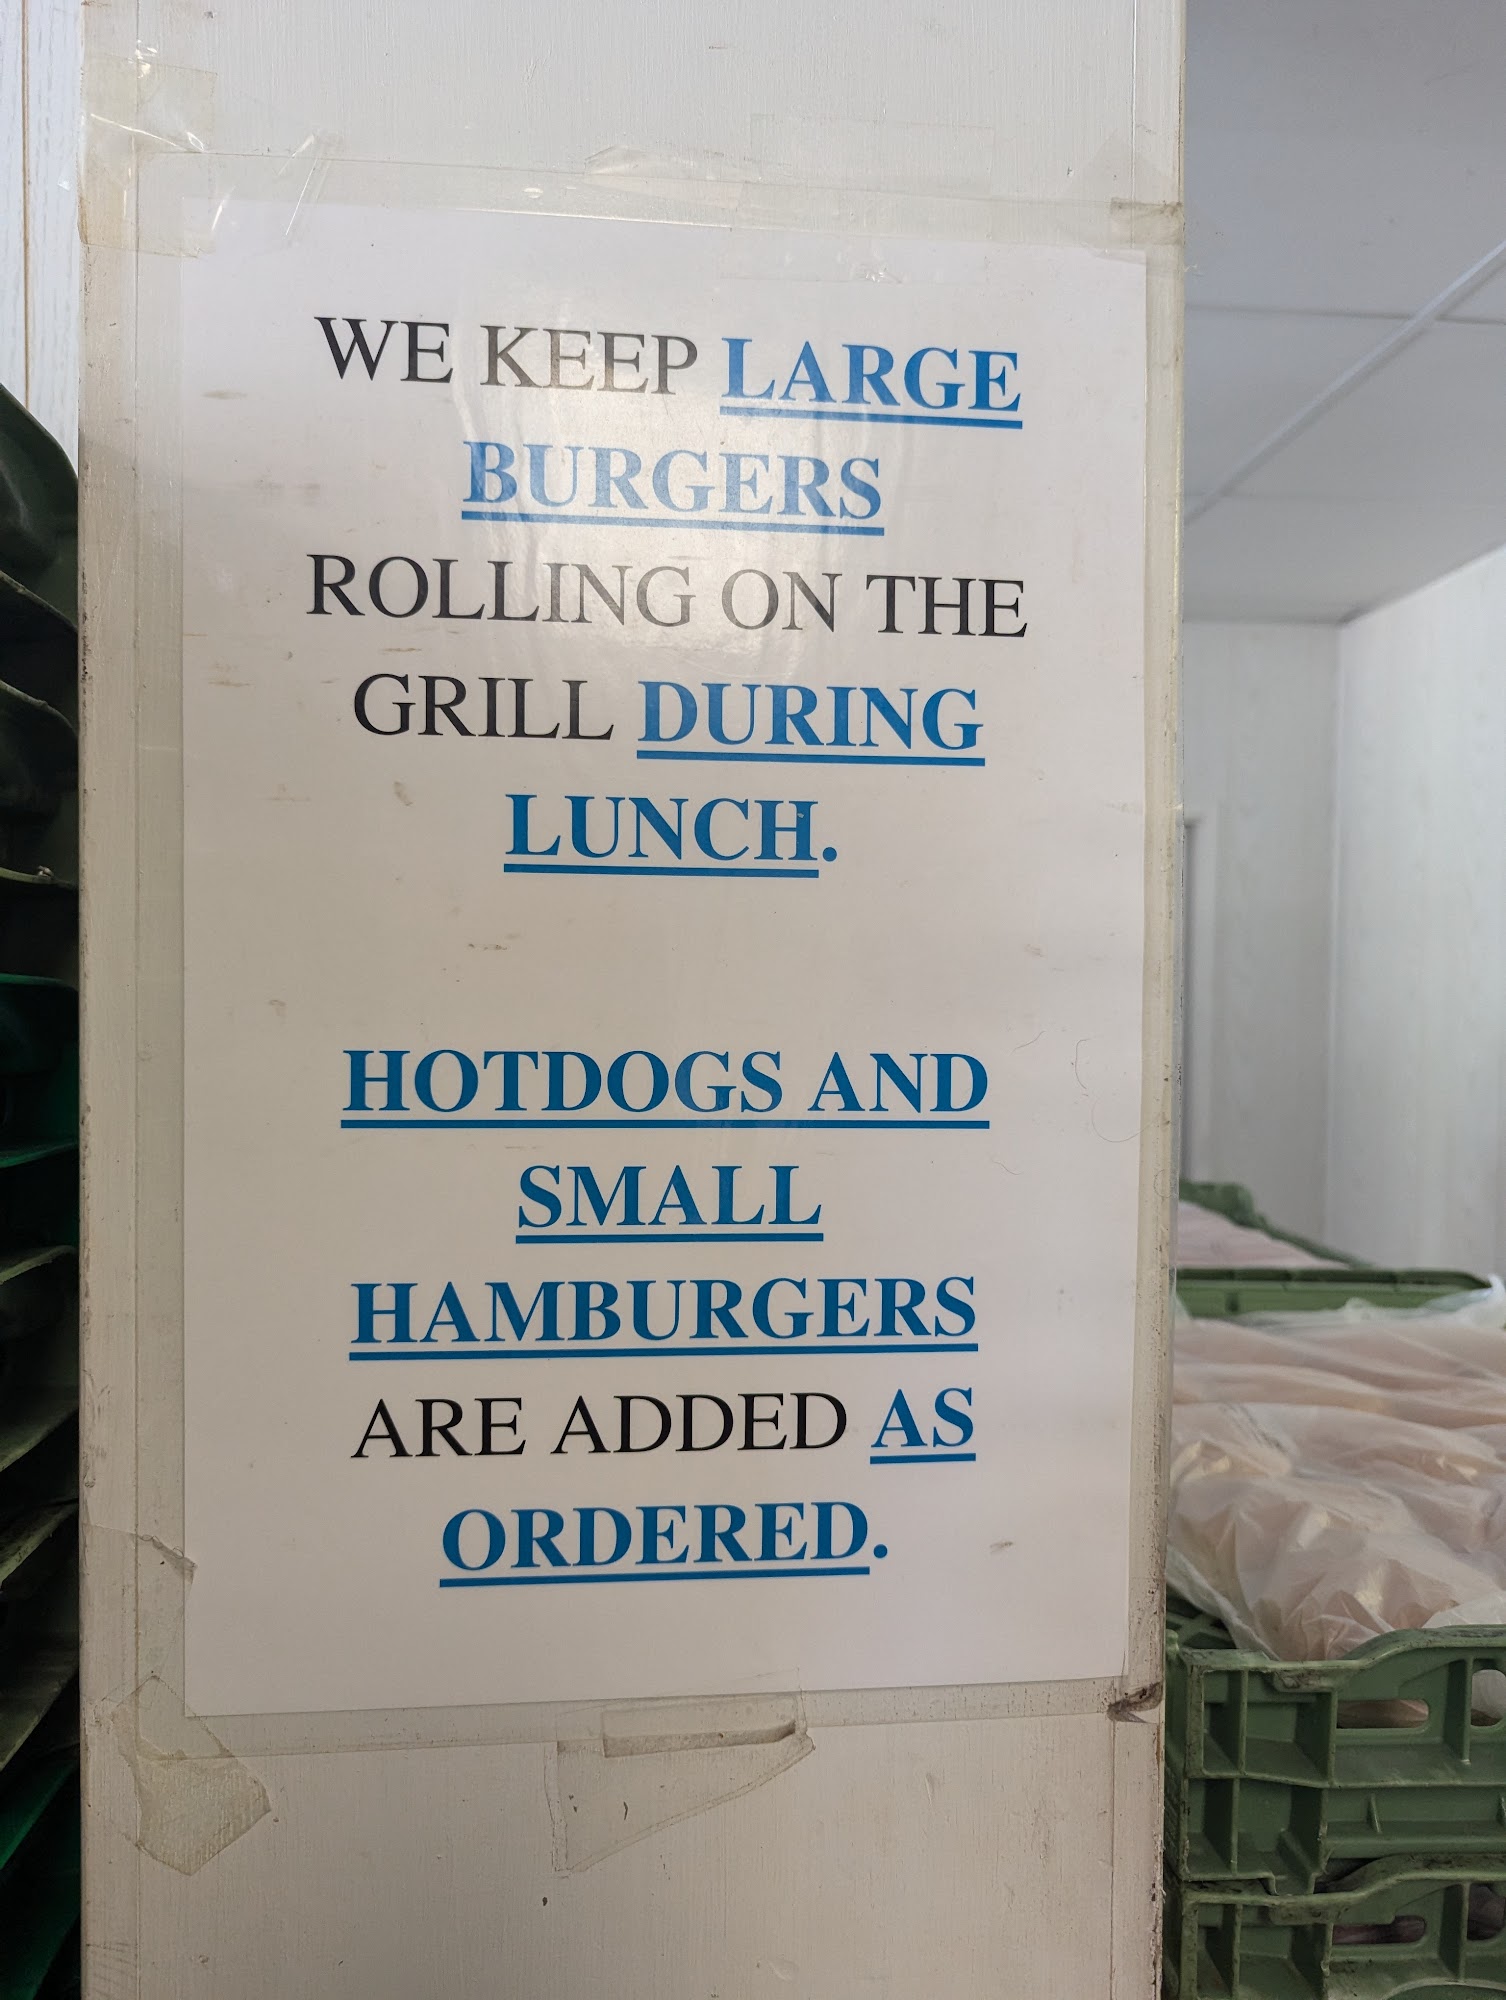 WE KEEP LARGE
BURGERS
ROLLING ON THE
GRILL DURING
LUNCH.
HOTDOGS AND
SMALL
HAMBURGERS
ARE ADDED AS
ORDERED.